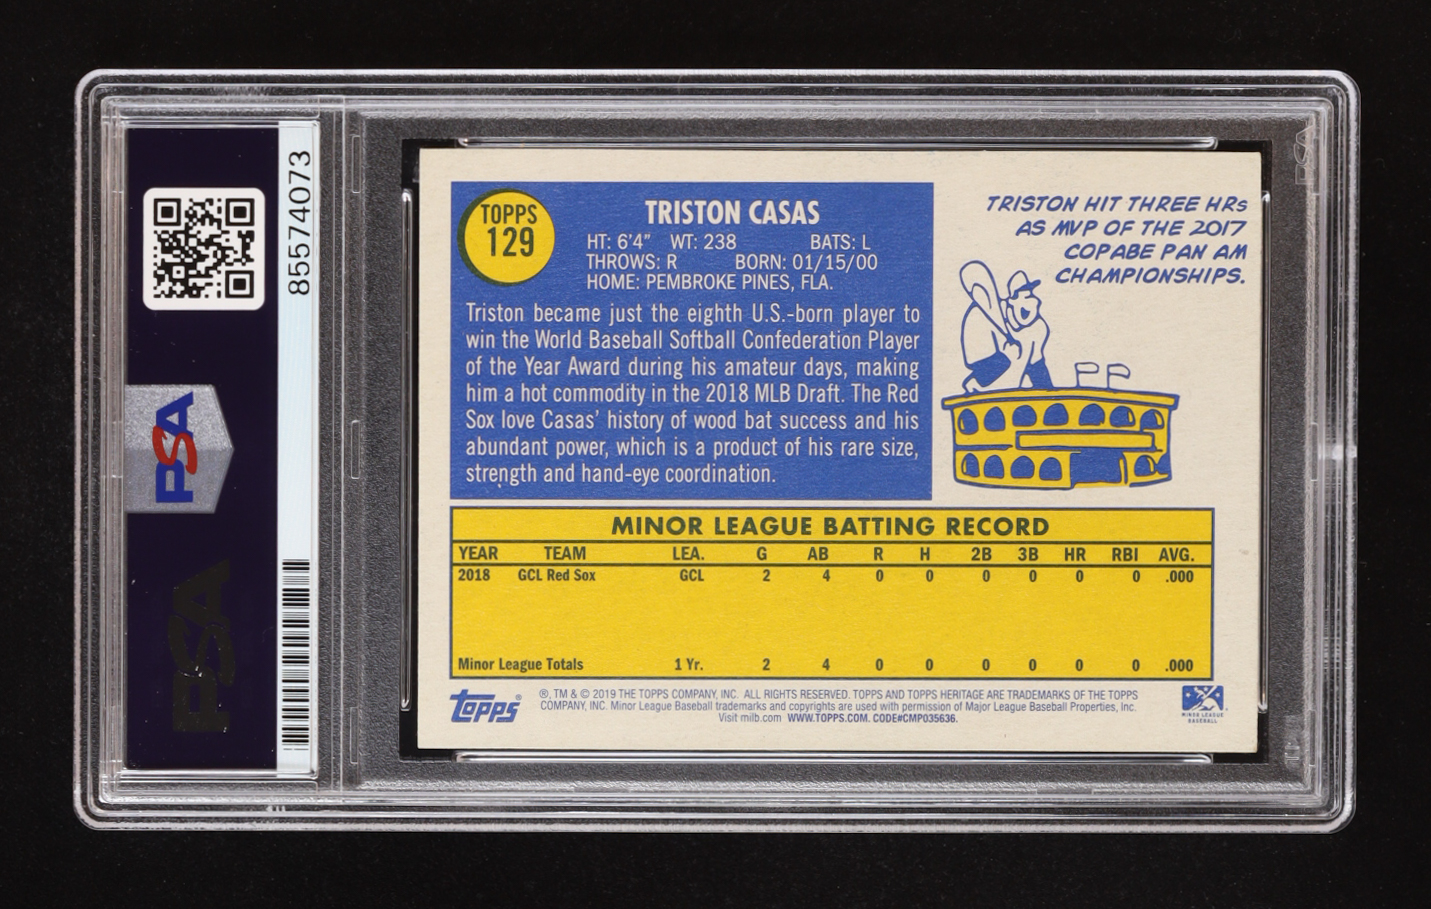 85574073
PSA
PSA
TOPPS
129
TRISTON CASAS
HT: 6'4" WT: 238 BATS: L
THROWS: R BORN: 01/15/00
HOME: PEMBROKE PINES, FLA.
Triston became just the eighth U.S.-born player to
win the World Baseball Softball Confederation Player
of the Year Award during his amateur days, making
him a hot commodity in the 2018 MLB Draft. The Red
Sox love Casas' history of wood bat success and his
abundant power, which is a product of his rare size,
strength and hand-eye coordination.
TRISTON HIT THREE HRs
AS MVP OF THE 2017
COPABE PAN AM
CHAMPIONSHIPS.
MINOR LEAGUE BATTING RECORD
YEAR TEAM LEA. G AB R H 2B 3B HR RBI AVG.
2018 GCL Red Sox GCL 2 4 0 0 0 0 0 0 .000
Minor League Totals 1 Yr. 2 4 0 0 0 0 0 0 .000
Topps®
®, TM & © 2019 THE TOPPS COMPANY, INC. ALL RIGHTS RESERVED. TOPPS AND TOPPS HERITAGE ARE TRADEMARKS OF THE TOPPS
COMPANY, INC. Minor League Baseball trademarks and copyrights are used with permission of Major League Baseball Properties, Inc.
Visit milb.com WWW.TOPPS.COM. CODE#CMP035636.
MINOR LEAGUE
BASEBALL
PSA